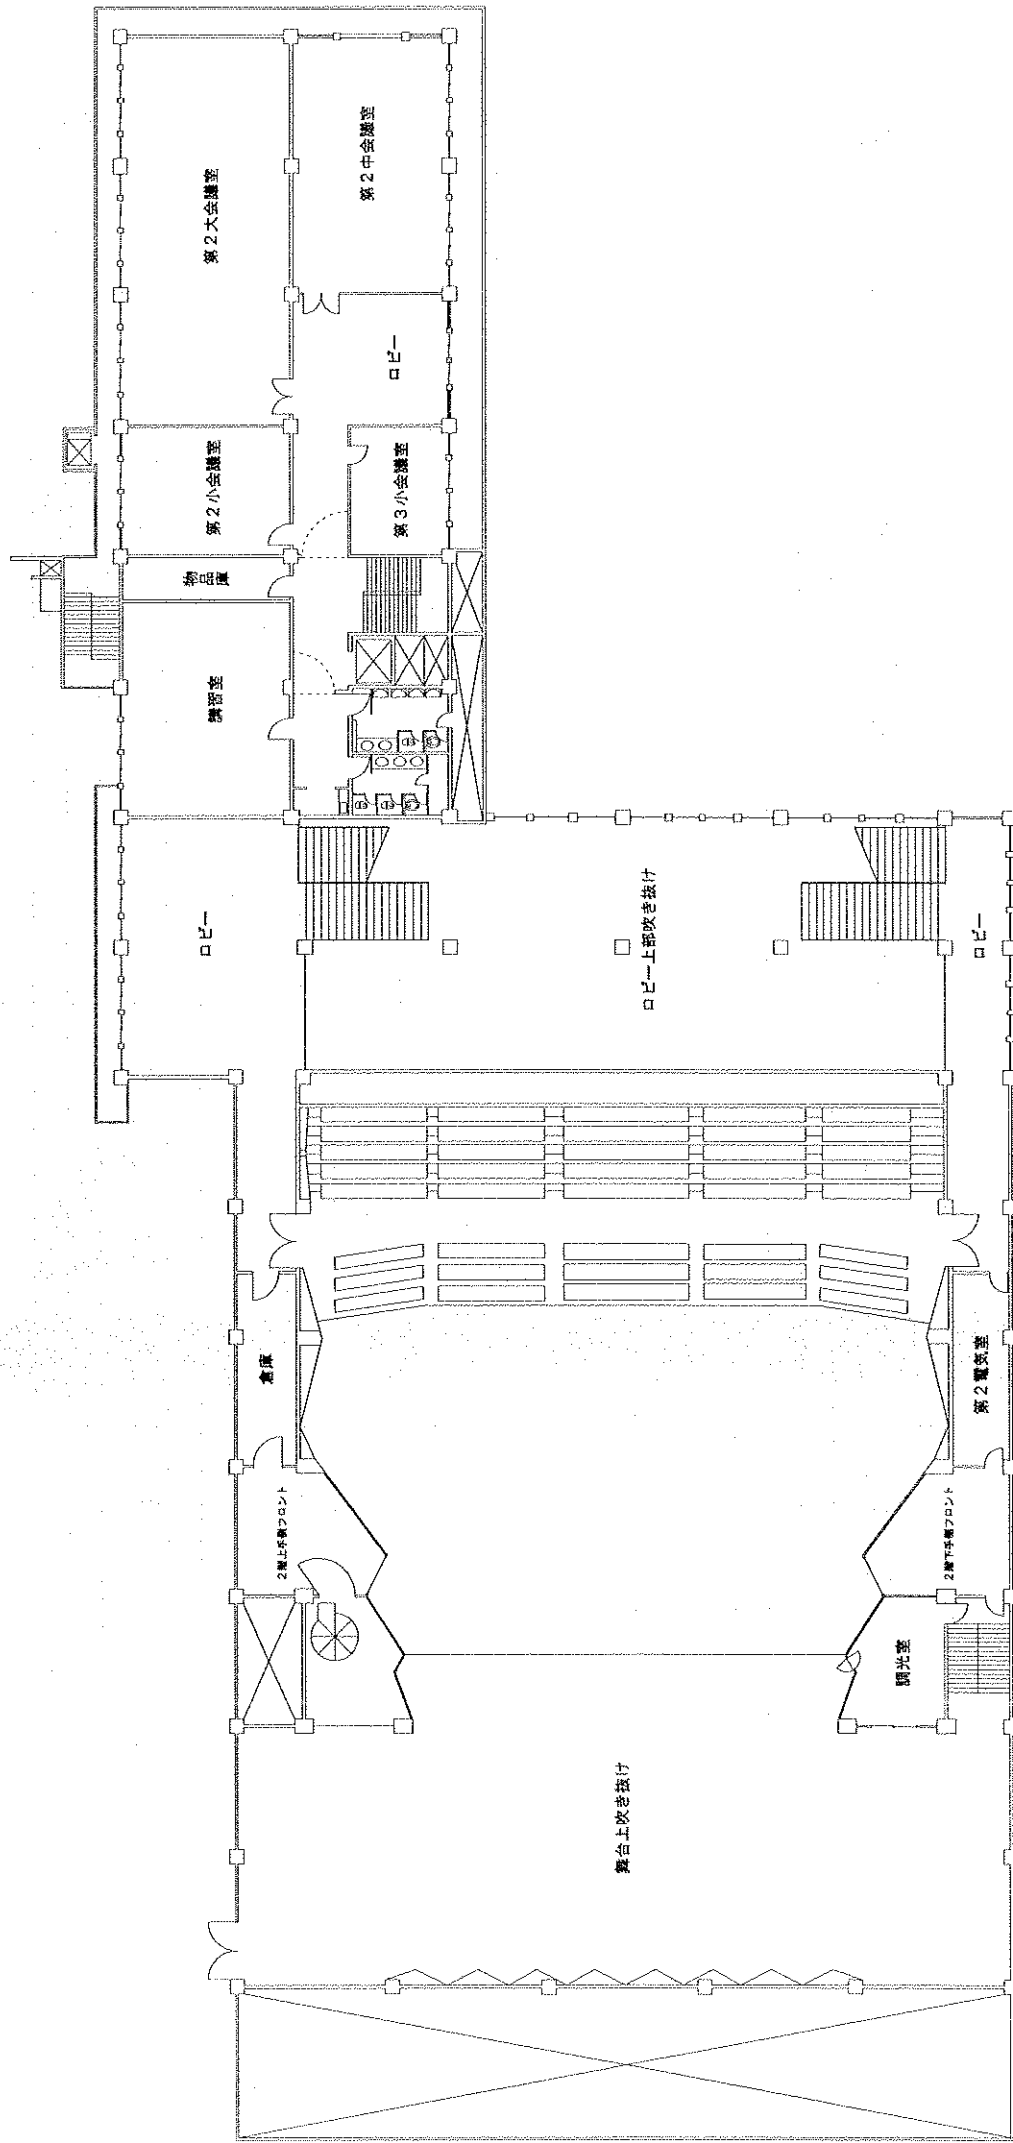 第2大会議室
第2中会議室
ロビー
第2小会議室
第3小会議室
物品庫
講習室
ロビー
ロビー上部吹き抜け
ロビー
倉庫
第2電気室
2階上手側フロント
2階下手側フロント
調光室
舞台上吹き抜け